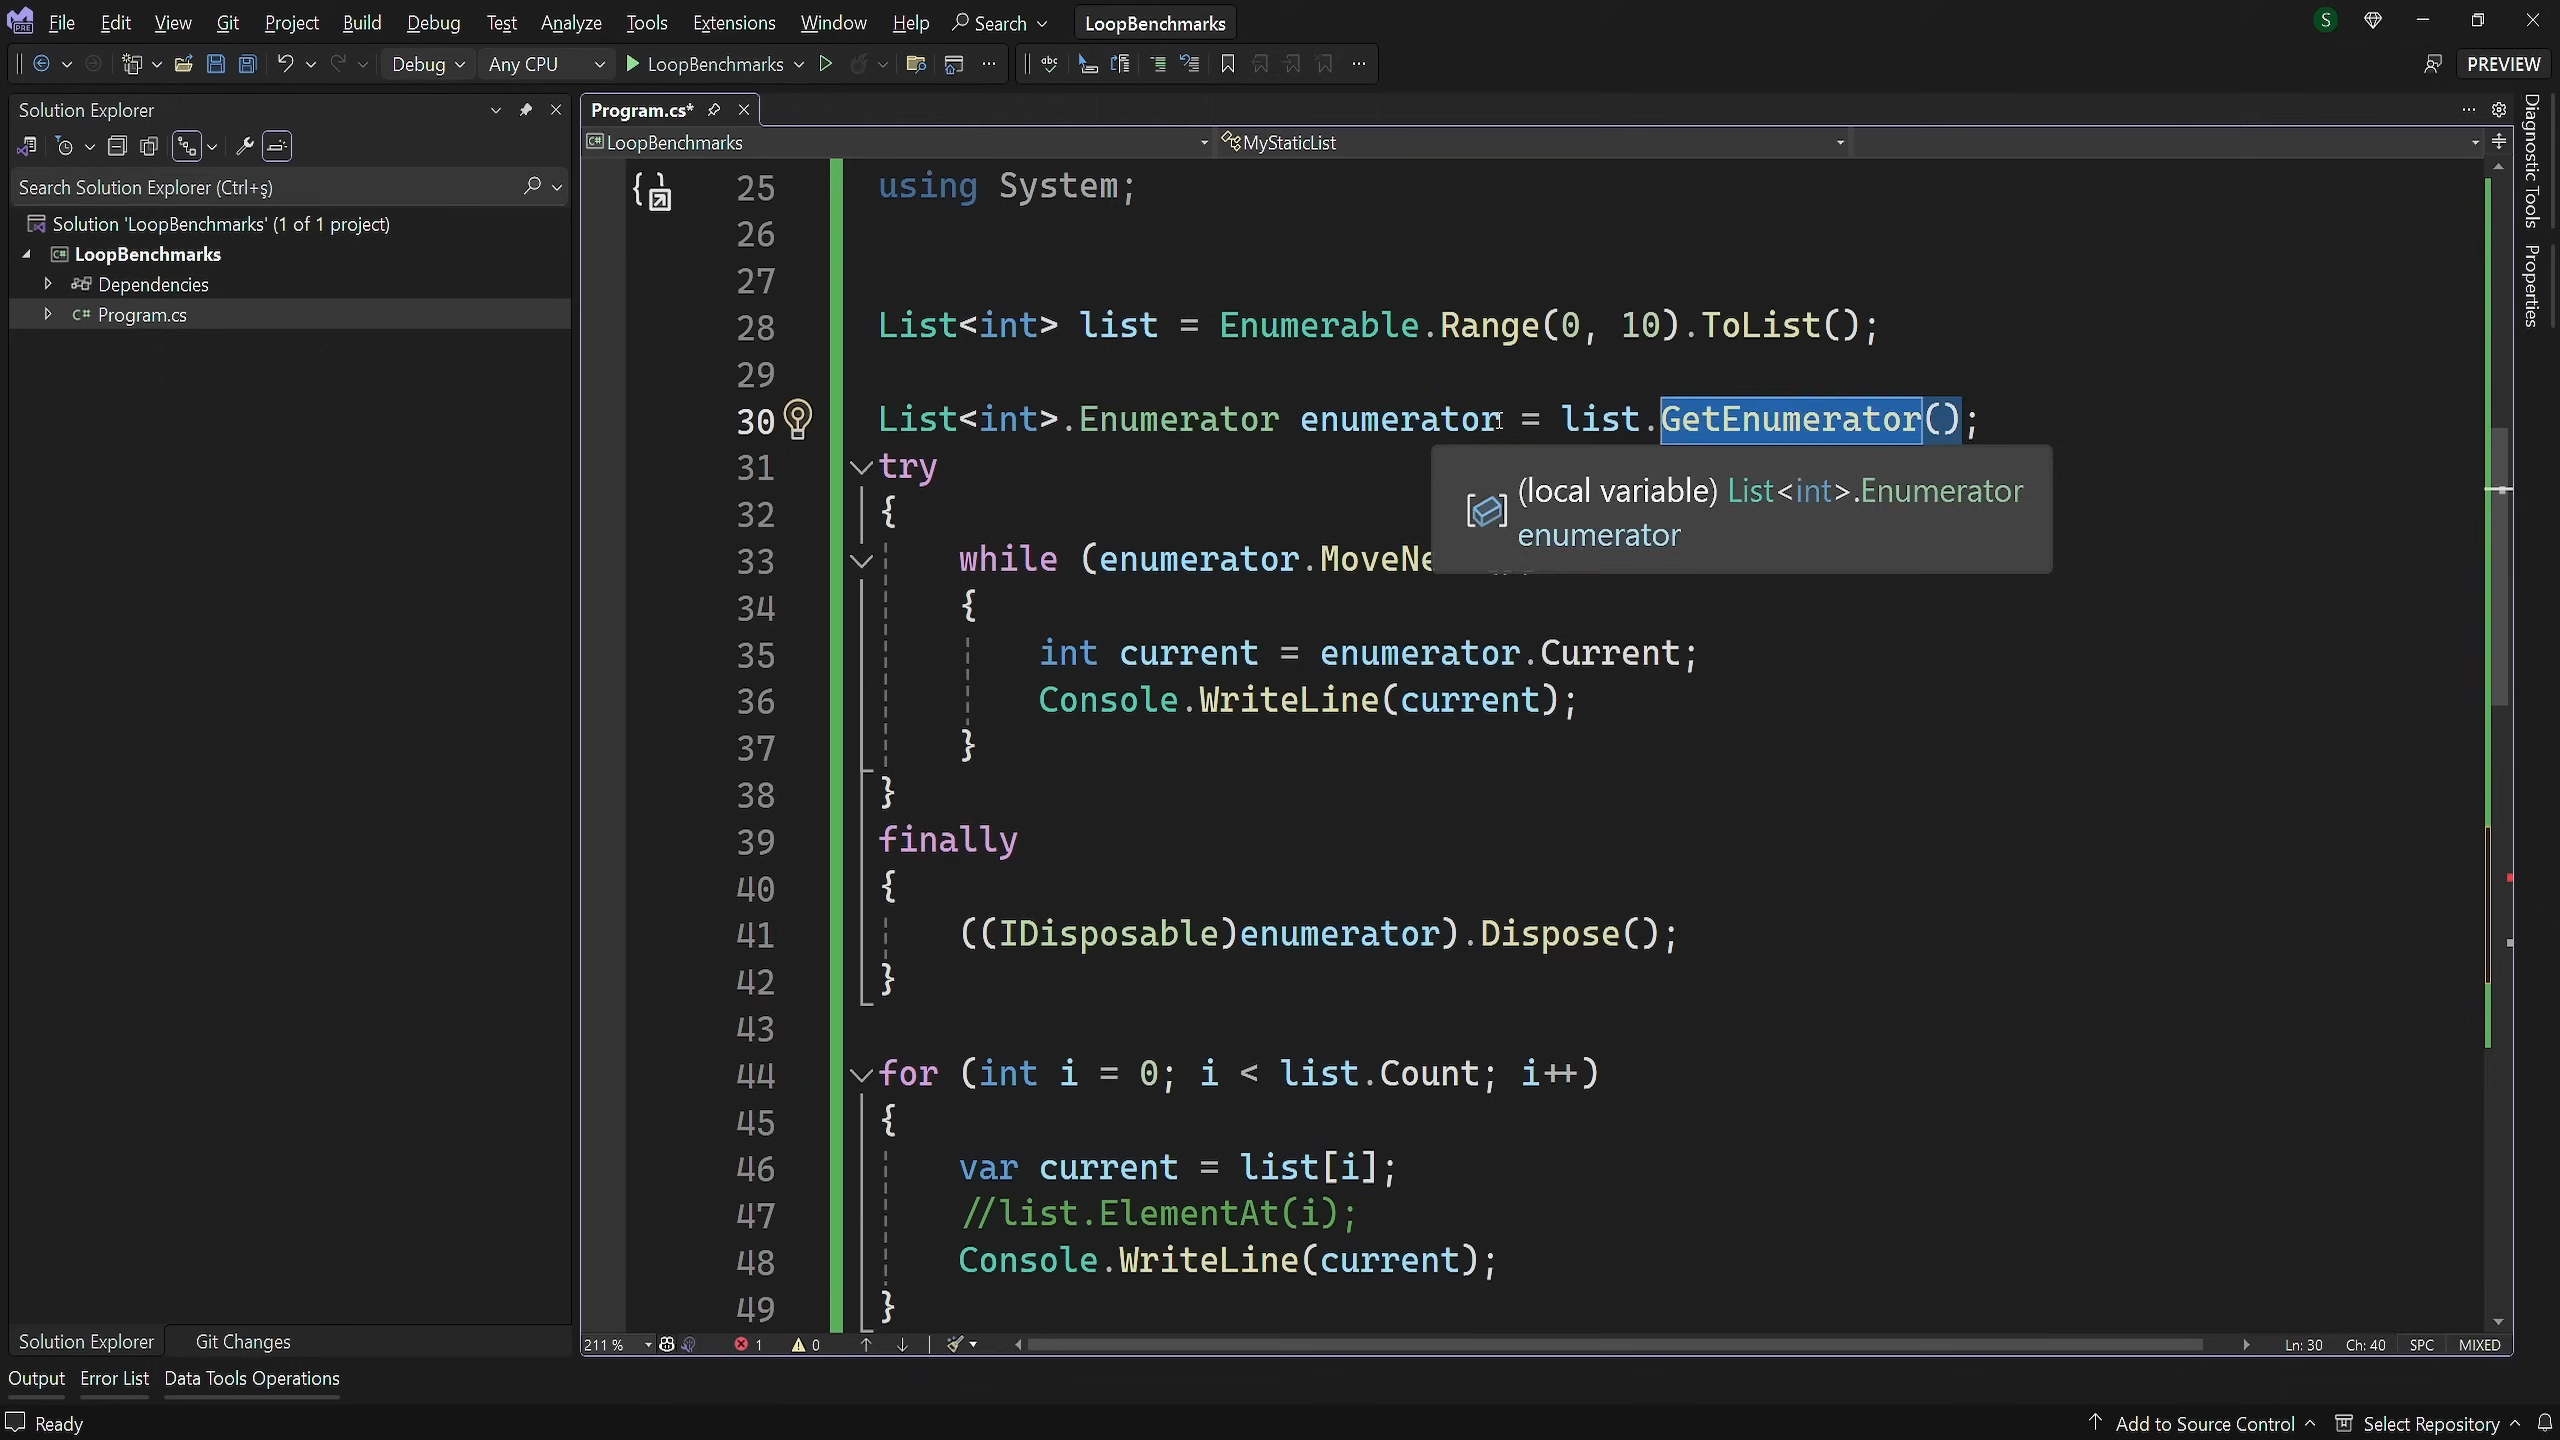 File Edit View Git Project Build Debug Test Analyze Tools Extensions Window Help Search LoopBenchmarks S
Debug Any CPU LoopBenchmarks PREVIEW
Solution Explorer
Search Solution Explorer (Ctrl+ş)
Solution 'LoopBenchmarks' (1 of 1 project)
LoopBenchmarks
Dependencies
C# Program.cs
Program.cs*
LoopBenchmarks MyStaticList
25 using System;
26
27
28 List<int> list = Enumerable.Range(0, 10).ToList();
29
30 List<int>.Enumerator enumerator = list.GetEnumerator();
31 try
32 {
33 while (enumerator.MoveNe
34 {
35 int current = enumerator.Current;
36 Console.WriteLine(current);
37 }
38 }
39 finally
40 {
41 ((IDisposable)enumerator).Dispose();
42 }
43
44 for (int i = 0; i < list.Count; i++)
45 {
46 var current = list[i];
47 //list.ElementAt(i);
48 Console.WriteLine(current);
49 }
(local variable) List<int>.Enumerator
enumerator
Diagnostic Tools
Properties
211 % 1 0 Ln: 30 Ch: 40 SPC MIXED
Solution Explorer Git Changes
Output Error List Data Tools Operations
Ready Add to Source Control Select Repository